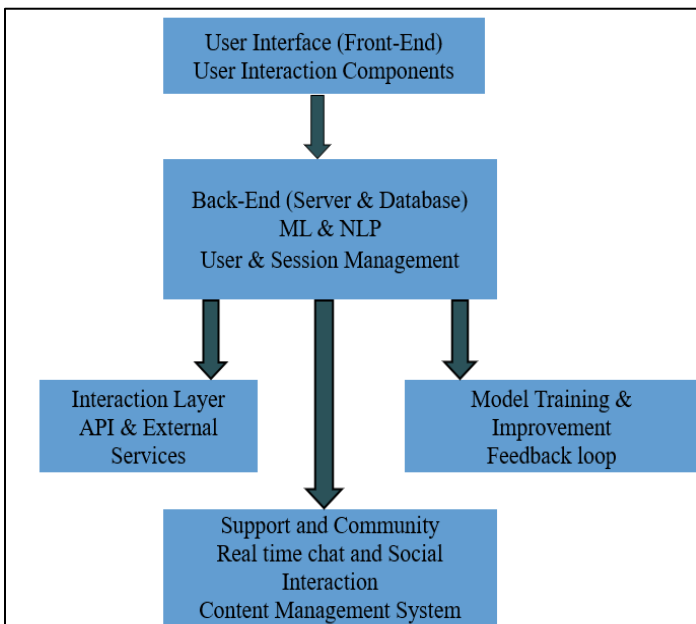 User Interface (Front-End)
User Interaction Components
Back-End (Server & Database)
ML & NLP
User & Session Management
Interaction Layer
API & External
Services
Model Training &
Improvement
Feedback loop
Support and Community
Real time chat and Social
Interaction
Content Management System